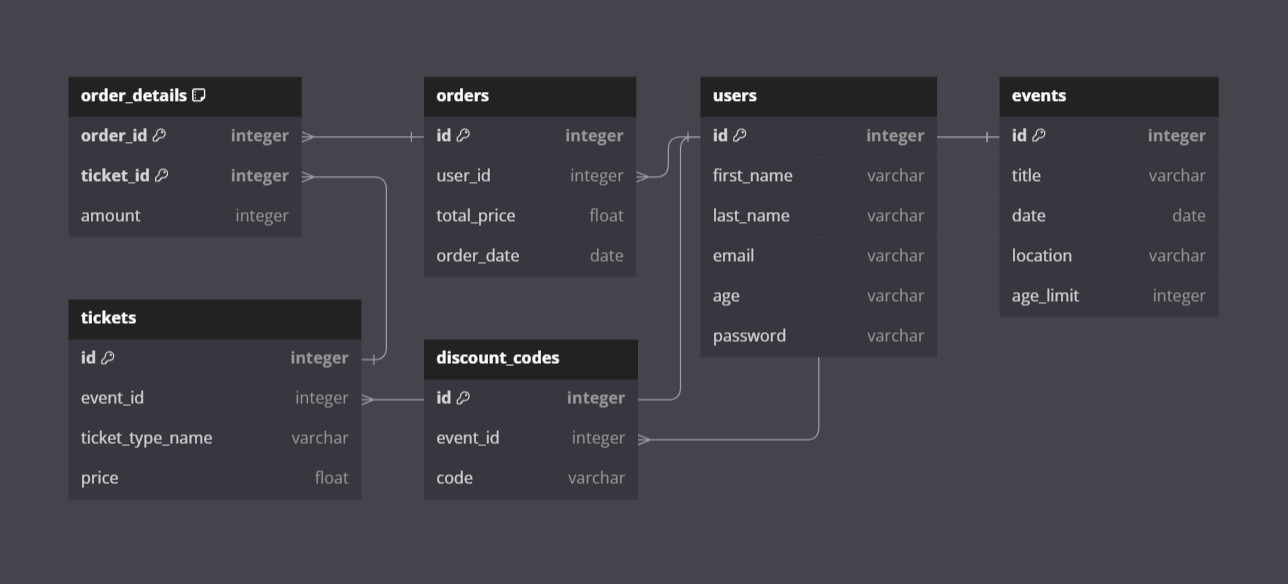 order_details
order_id integer
ticket_id integer
amount integer
orders
id integer
user_id integer
total_price float
order_date date
users
id integer
first_name varchar
last_name varchar
email varchar
age varchar
password varchar
events
id integer
title varchar
date date
location varchar
age_limit integer
tickets
id integer
event_id integer
ticket_type_name varchar
price float
discount_codes
id integer
event_id integer
code varchar